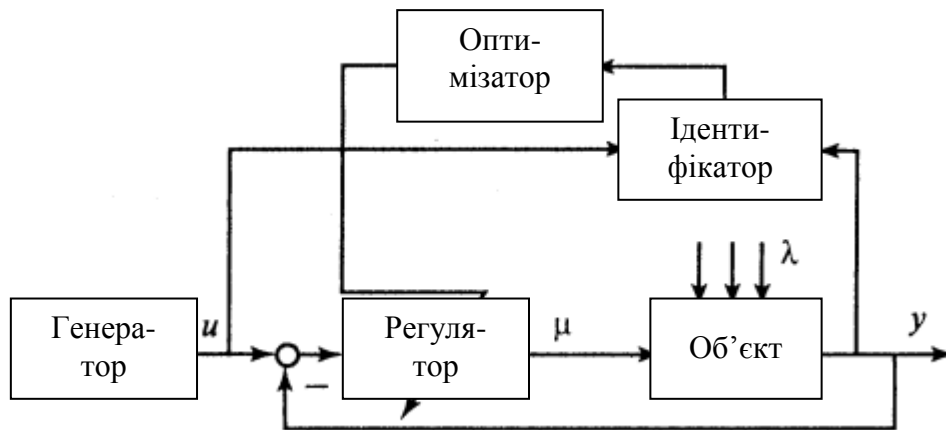 Опти-
мізатор
Іденти-
фікатор
λ
Генера-
тор
u
Регуля-
тор
μ
Об’єкт
y
−